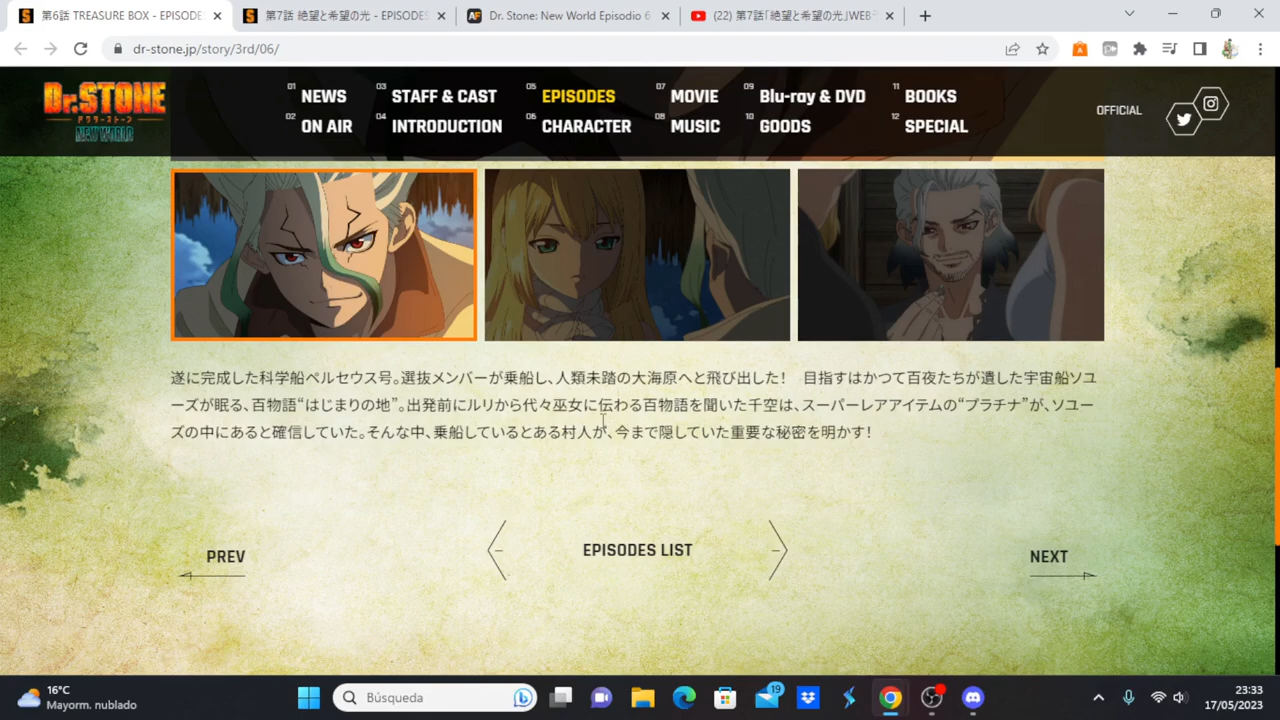 第6話 TREASURE BOX - EPISODES
第7話 絶望と希望の光 - EPISODES
Dr. Stone: New World Episodio 6
(22) 第7話「絶望と希望の光」WEB
dr-stone.jp/story/3rd/06/
Dr.STONE
ドクターストーン
NEW WORLD
01 NEWS
03 STAFF & CAST
05 EPISODES
07 MOVIE
09 Blu-ray & DVD
11 BOOKS
02 ON AIR
04 INTRODUCTION
06 CHARACTER
08 MUSIC
10 GOODS
12 SPECIAL
OFFICIAL
遂に完成した科学船ペルセウス号。選抜メンバーが乗船し、人類未踏の大海原へと飛び出した！　目指すはかつて百夜たちが遺した宇宙船ソユ
ーズが眠る、百物語“はじまりの地”。出発前にルリから代々巫女に伝わる百物語を聞いた千空は、スーパーレアアイテムの“プラチナ”が、ソユー
ズの中にあると確信していた。そんな中、乗船しているとある村人が、今まで隠していた重要な秘密を明かす！
PREV
EPISODES LIST
NEXT
16°C
Mayorm. nublado
Búsqueda
19
23:33
17/05/2023